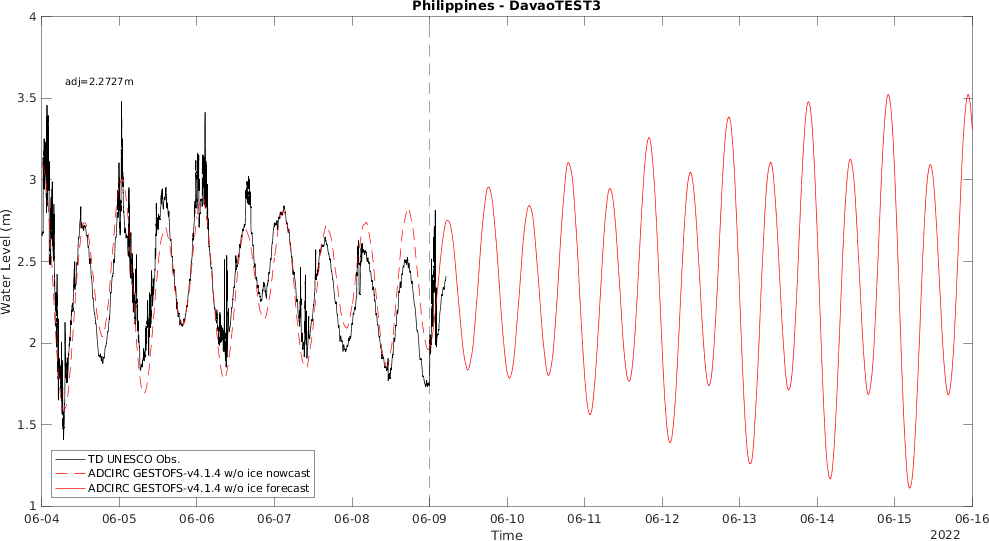 Philippines - DavaoTEST3
4
adj=2.2727m
3.5
3
2.5
2
1.5
1
Water Level (m)
TD UNESCO Obs.
ADCIRC GESTOFS-v4.1.4 w/o ice nowcast
ADCIRC GESTOFS-v4.1.4 w/o ice forecast
06-04 06-05 06-06 06-07 06-08 06-09 06-10 06-11 06-12 06-13 06-14 06-15 06-16
Time
2022